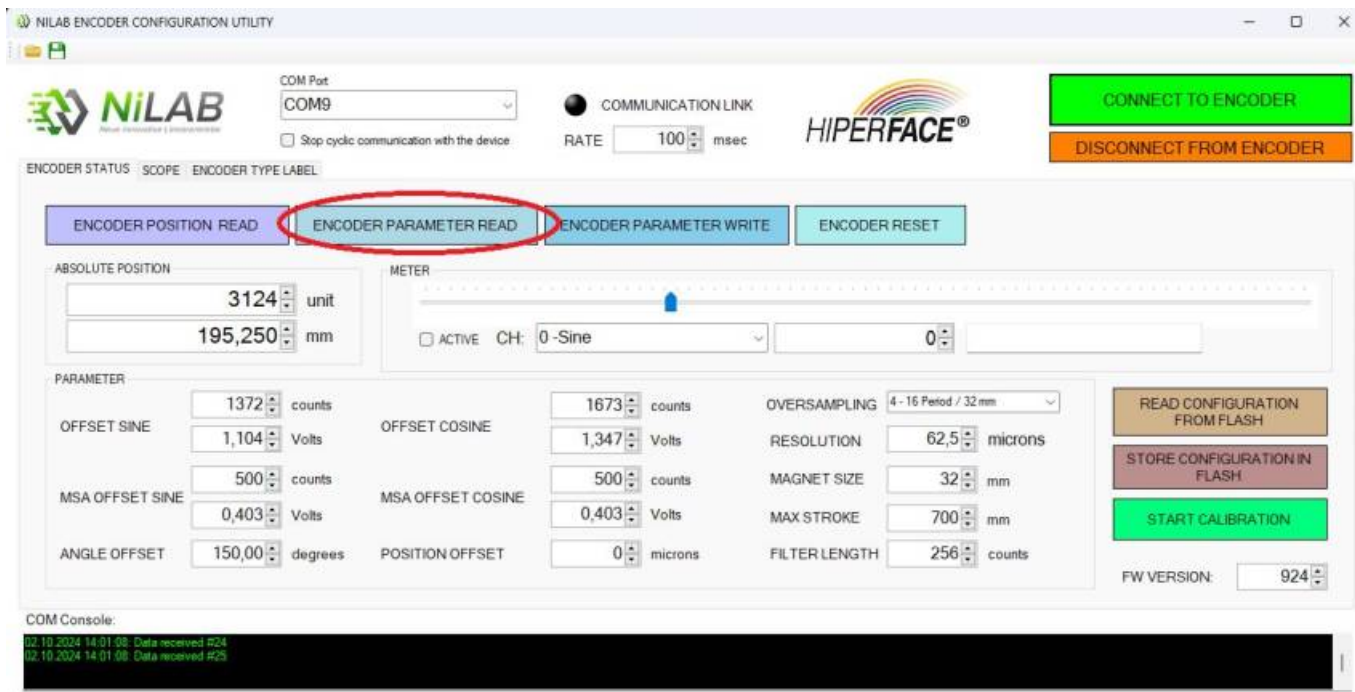 NILAB ENCODER CONFIGURATION UTILITY
NiLAB
COM Port
COM9
Stop cyclic communication with the device
COMMUNICATION LINK
RATE 100 msec
HIPERFACE®
CONNECT TO ENCODER
DISCONNECT FROM ENCODER
ENCODER STATUS SCOPE ENCODER TYPE LABEL
ENCODER POSITION READ ENCODER PARAMETER READ ENCODER PARAMETER WRITE ENCODER RESET
ABSOLUTE POSITION
3124 unit
195,250 mm
METER
ACTIVE CH: 0 -Sine 0
PARAMETER
OFFSET SINE
1372 counts
1,104 Volts
OFFSET COSINE
1673 counts
1,347 Volts
MSA OFFSET SINE
500 counts
0,403 Volts
MSA OFFSET COSINE
500 counts
0,403 Volts
ANGLE OFFSET 150,00 degrees
POSITION OFFSET 0 microns
OVERSAMPLING 4 - 16 Period / 32 mm
RESOLUTION 62,5 microns
MAGNET SIZE 32 mm
MAX STROKE 700 mm
FILTER LENGTH 256 counts
READ CONFIGURATION
FROM FLASH
STORE CONFIGURATION IN
FLASH
START CALIBRATION
FW VERSION: 924
COM Console:
02.10.2024 14:01:08: Data received #24
02.10.2024 14:01:08: Data received #25